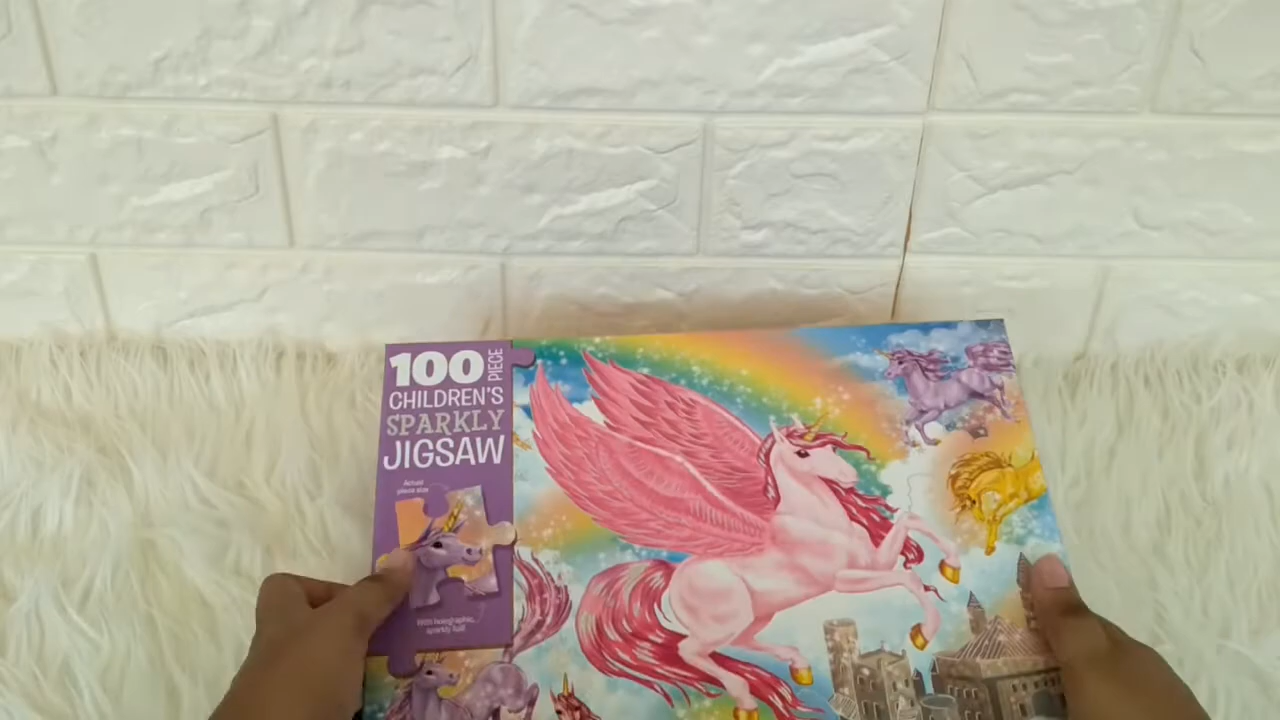 100 PIECE
CHILDREN'S
SPARKLY
JIGSAW
Actual
piece size
With holographic,
sparkly foil!